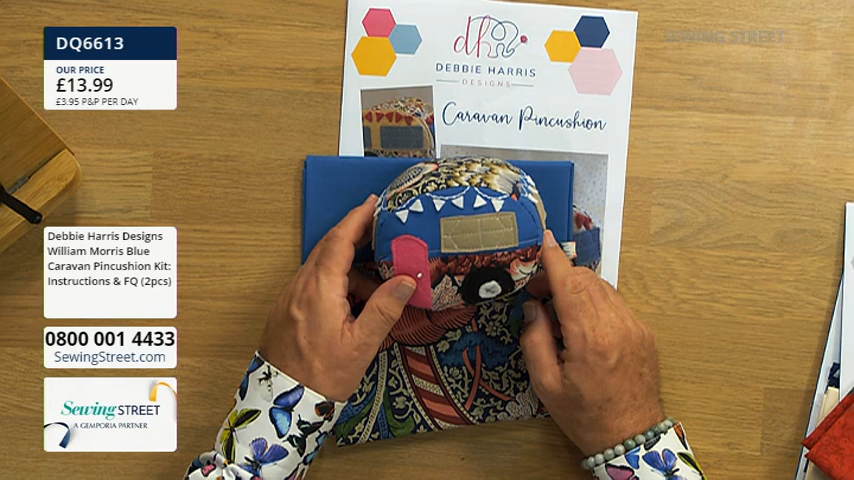 DQ6613
OUR PRICE
£13.99
£3.95 P&P PER DAY
Debbie Harris Designs
William Morris Blue
Caravan Pincushion Kit:
Instructions & FQ (2pcs)
0800 001 4433
SewingStreet.com
Sewing STREET
A GEMPORIA PARTNER
dh
DEBBIE HARRIS
DESIGNS
Caravan Pincushion
SEWING STREET